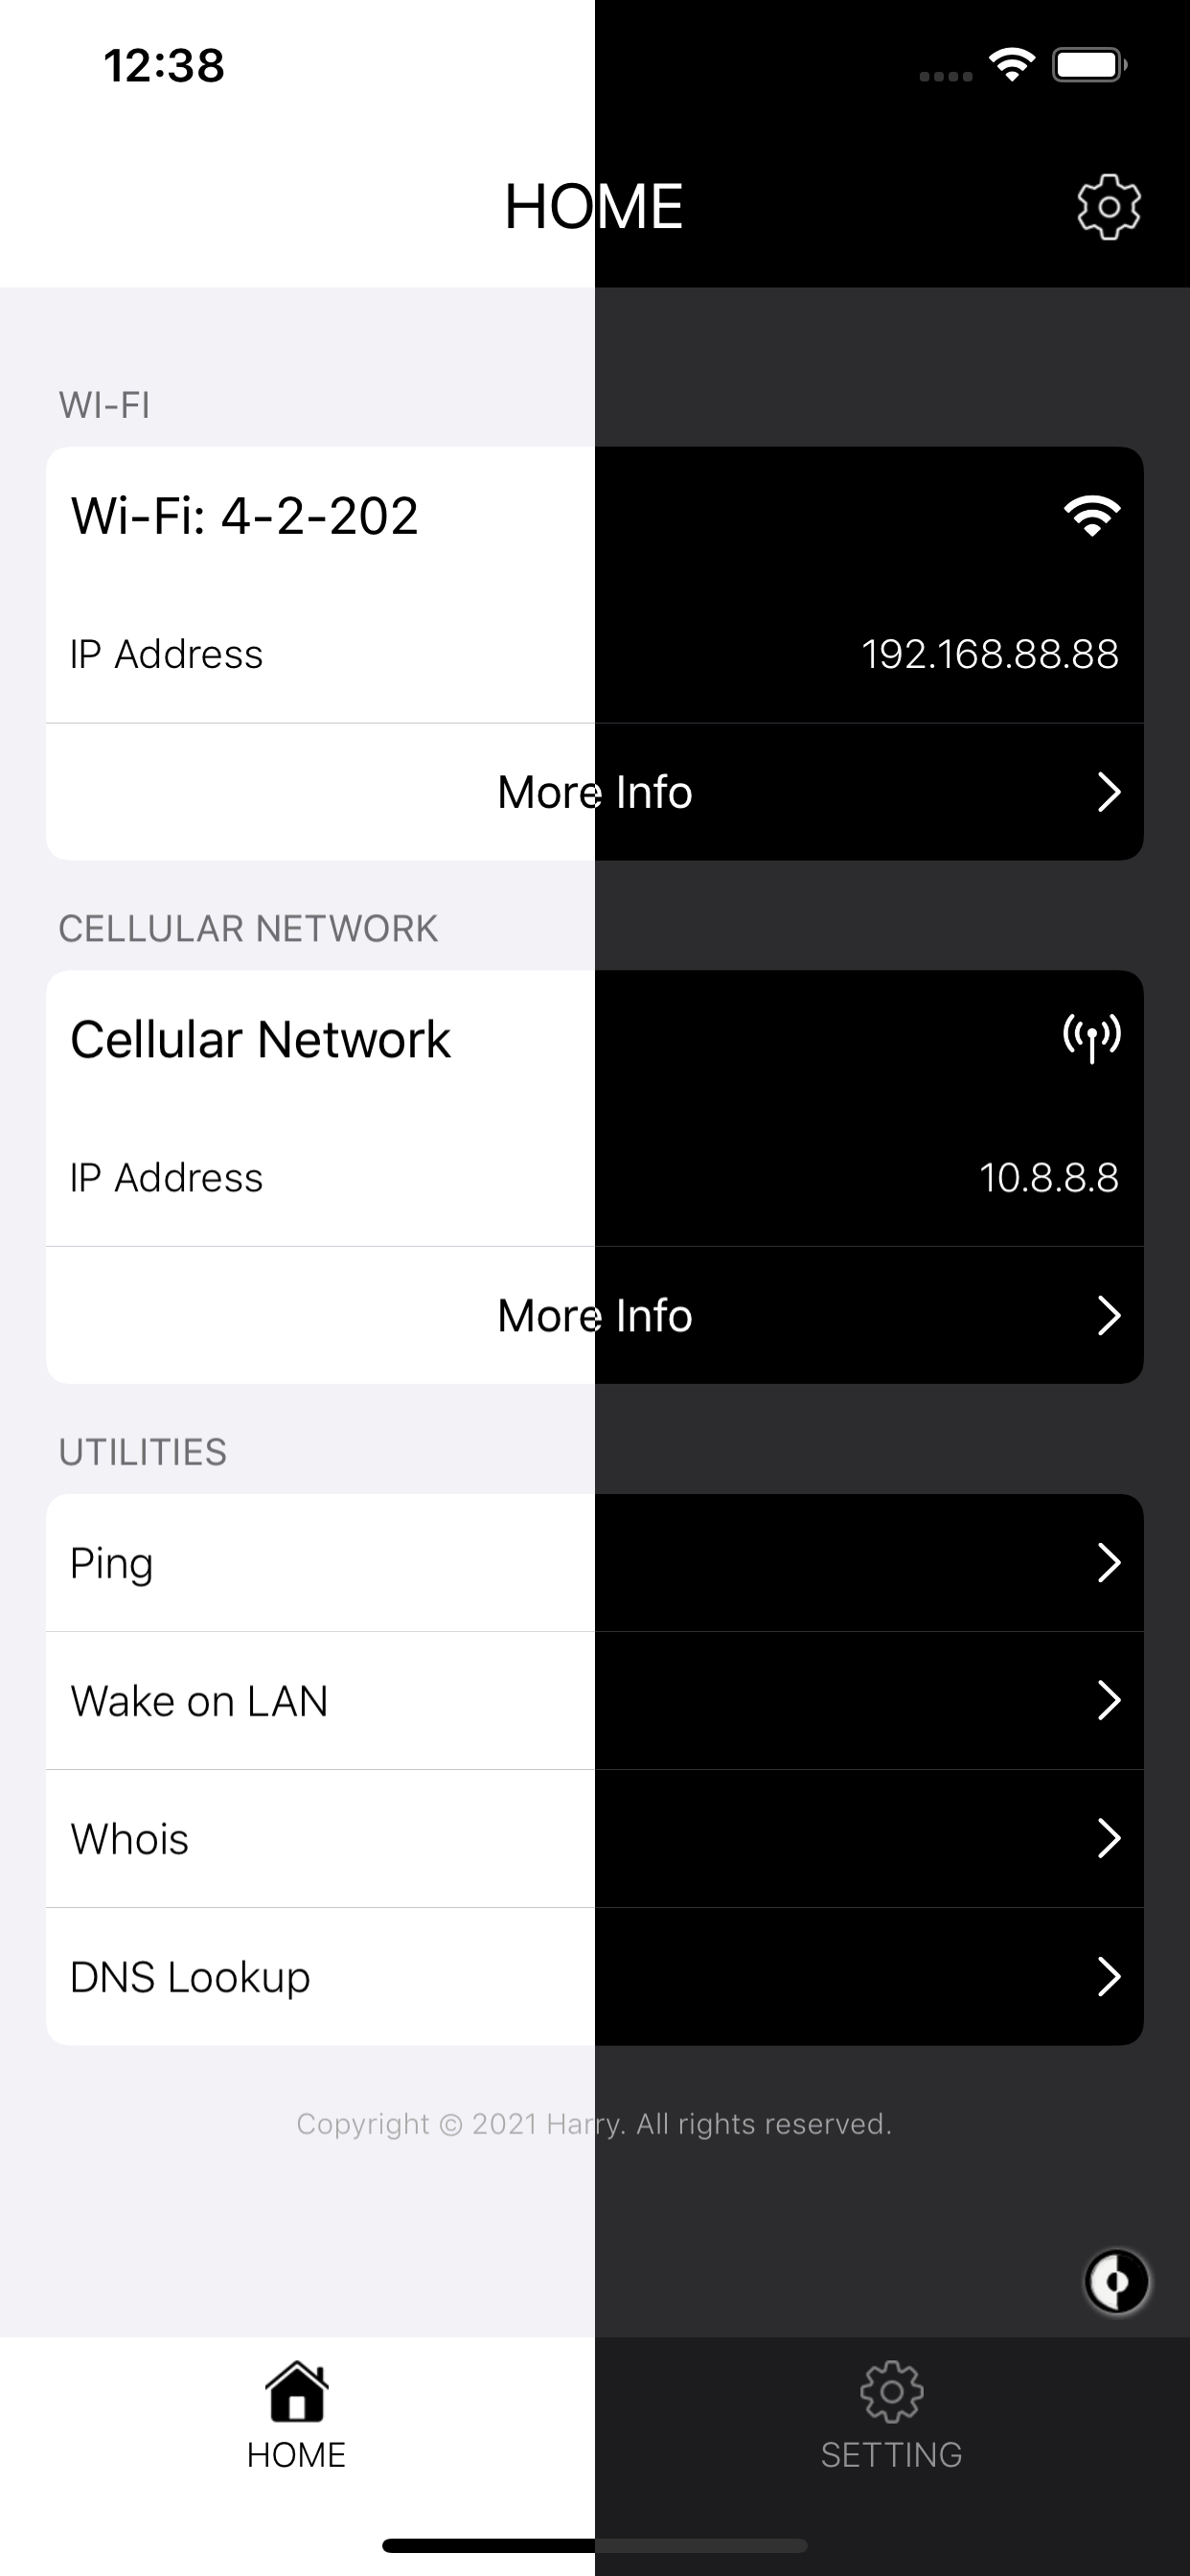 12:38
HOME
WI-FI
Wi-Fi: 4-2-202
IP Address 192.168.88.88
More Info
CELLULAR NETWORK
Cellular Network
IP Address 10.8.8.8
More Info
UTILITIES
Ping
Wake on LAN
Whois
DNS Lookup
Copyright © 2021 Harry. All rights reserved.
HOME SETTING